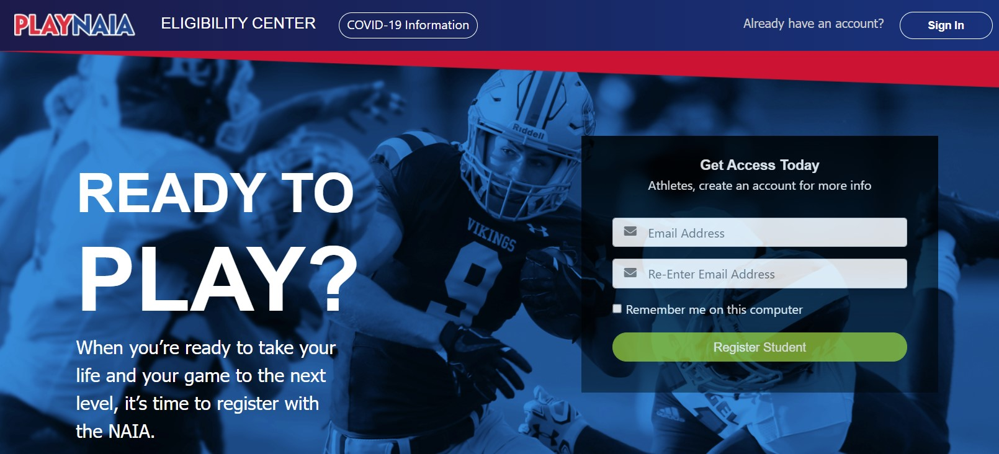 PLAYNAIA
ELIGIBILITY CENTER
COVID-19 Information
Already have an account?
Sign In
Riddell
VIKINGS
9
READY TO
PLAY?
When you’re ready to take your
life and your game to the next
level, it’s time to register with
the NAIA.
Get Access Today
Athletes, create an account for more info
Email Address
Re-Enter Email Address
Remember me on this computer
Register Student